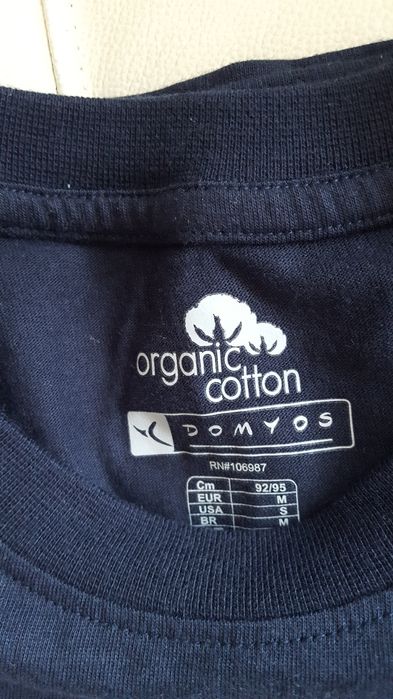 organic
cotton
DOMYOS
RN#106987
Cm 92/95
EUR M
USA S
BR M